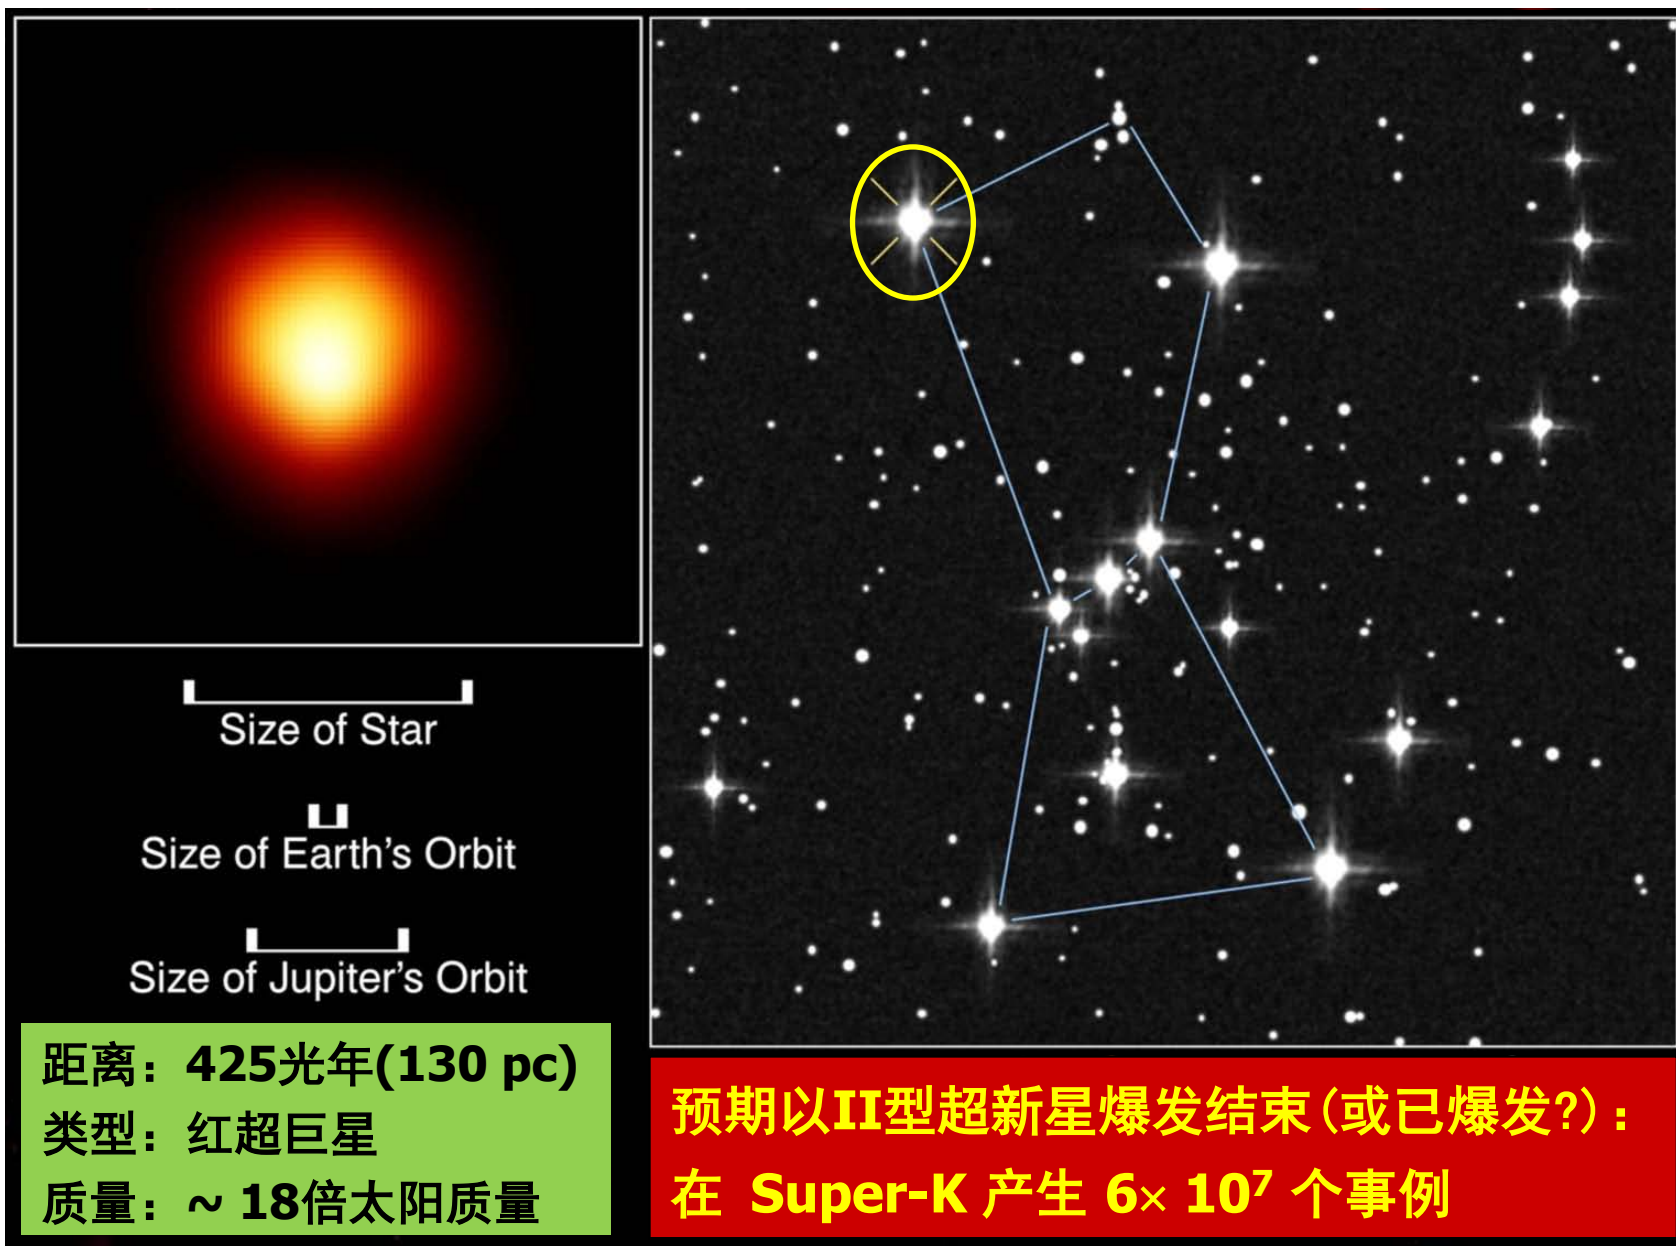 Size of Star
Size of Earth's Orbit
Size of Jupiter's Orbit
距离：425光年(130 pc)
类型：红超巨星
质量：~ 18倍太阳质量
预期以II型超新星爆发结束(或已爆发?)：
在 Super-K 产生 6× 10⁷ 个事例